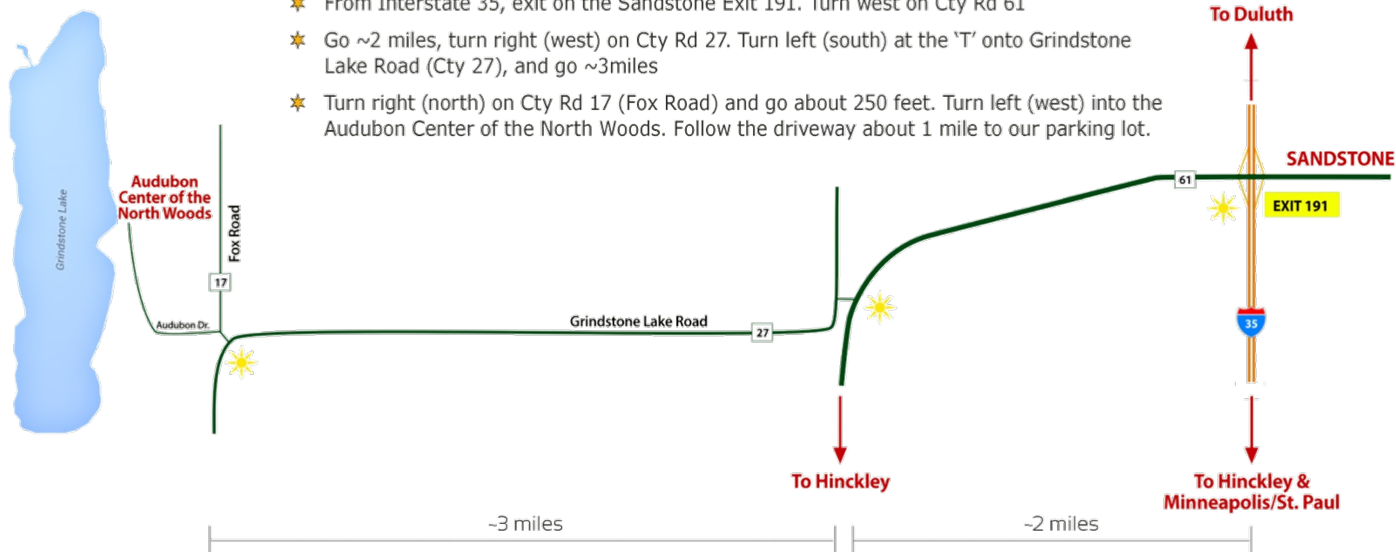 From Interstate 35, exit on the Sandstone Exit 191. Turn west on Cty Rd 61
Go ~2 miles, turn right (west) on Cty Rd 27. Turn left (south) at the ‘T’ onto Grindstone
Lake Road (Cty 27), and go ~3miles
Turn right (north) on Cty Rd 17 (Fox Road) and go about 250 feet. Turn left (west) into the
Audubon Center of the North Woods. Follow the driveway about 1 mile to our parking lot.
To Duluth
SANDSTONE
61
EXIT 191
Audubon
Center of the
North Woods
Grindstone Lake
Fox Road
17
Audubon Dr.
Grindstone Lake Road
27
35
To Hinckley
To Hinckley &
Minneapolis/St. Paul
~3 miles
~2 miles